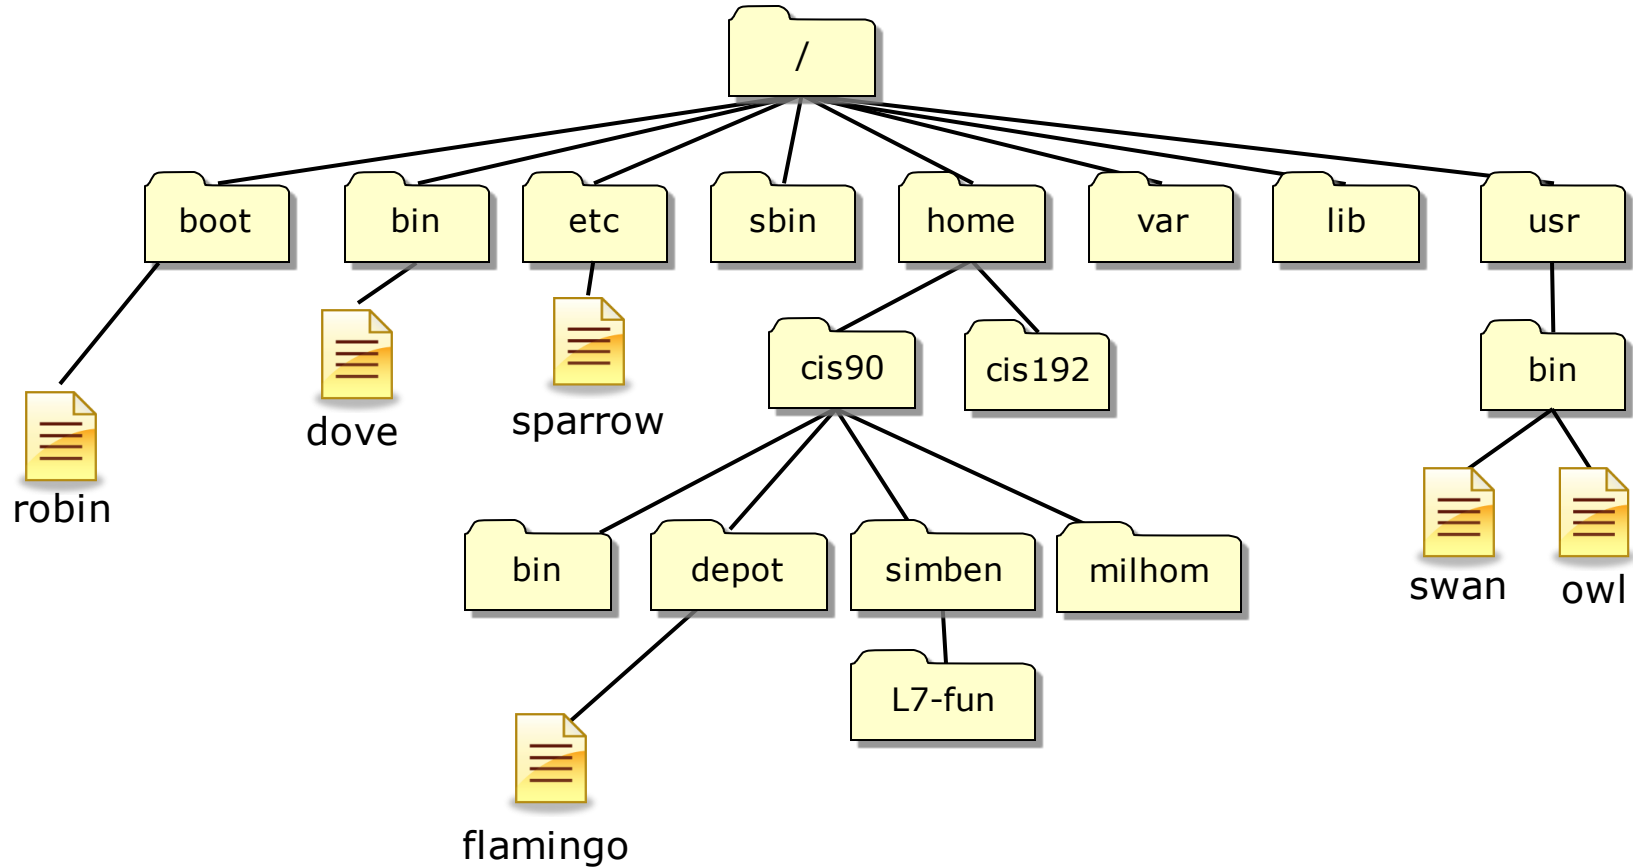 /
boot
bin
etc
sbin
home
var
lib
usr
robin
dove
sparrow
cis90
cis192
bin
bin
depot
simben
milhom
swan
owl
L7-fun
flamingo